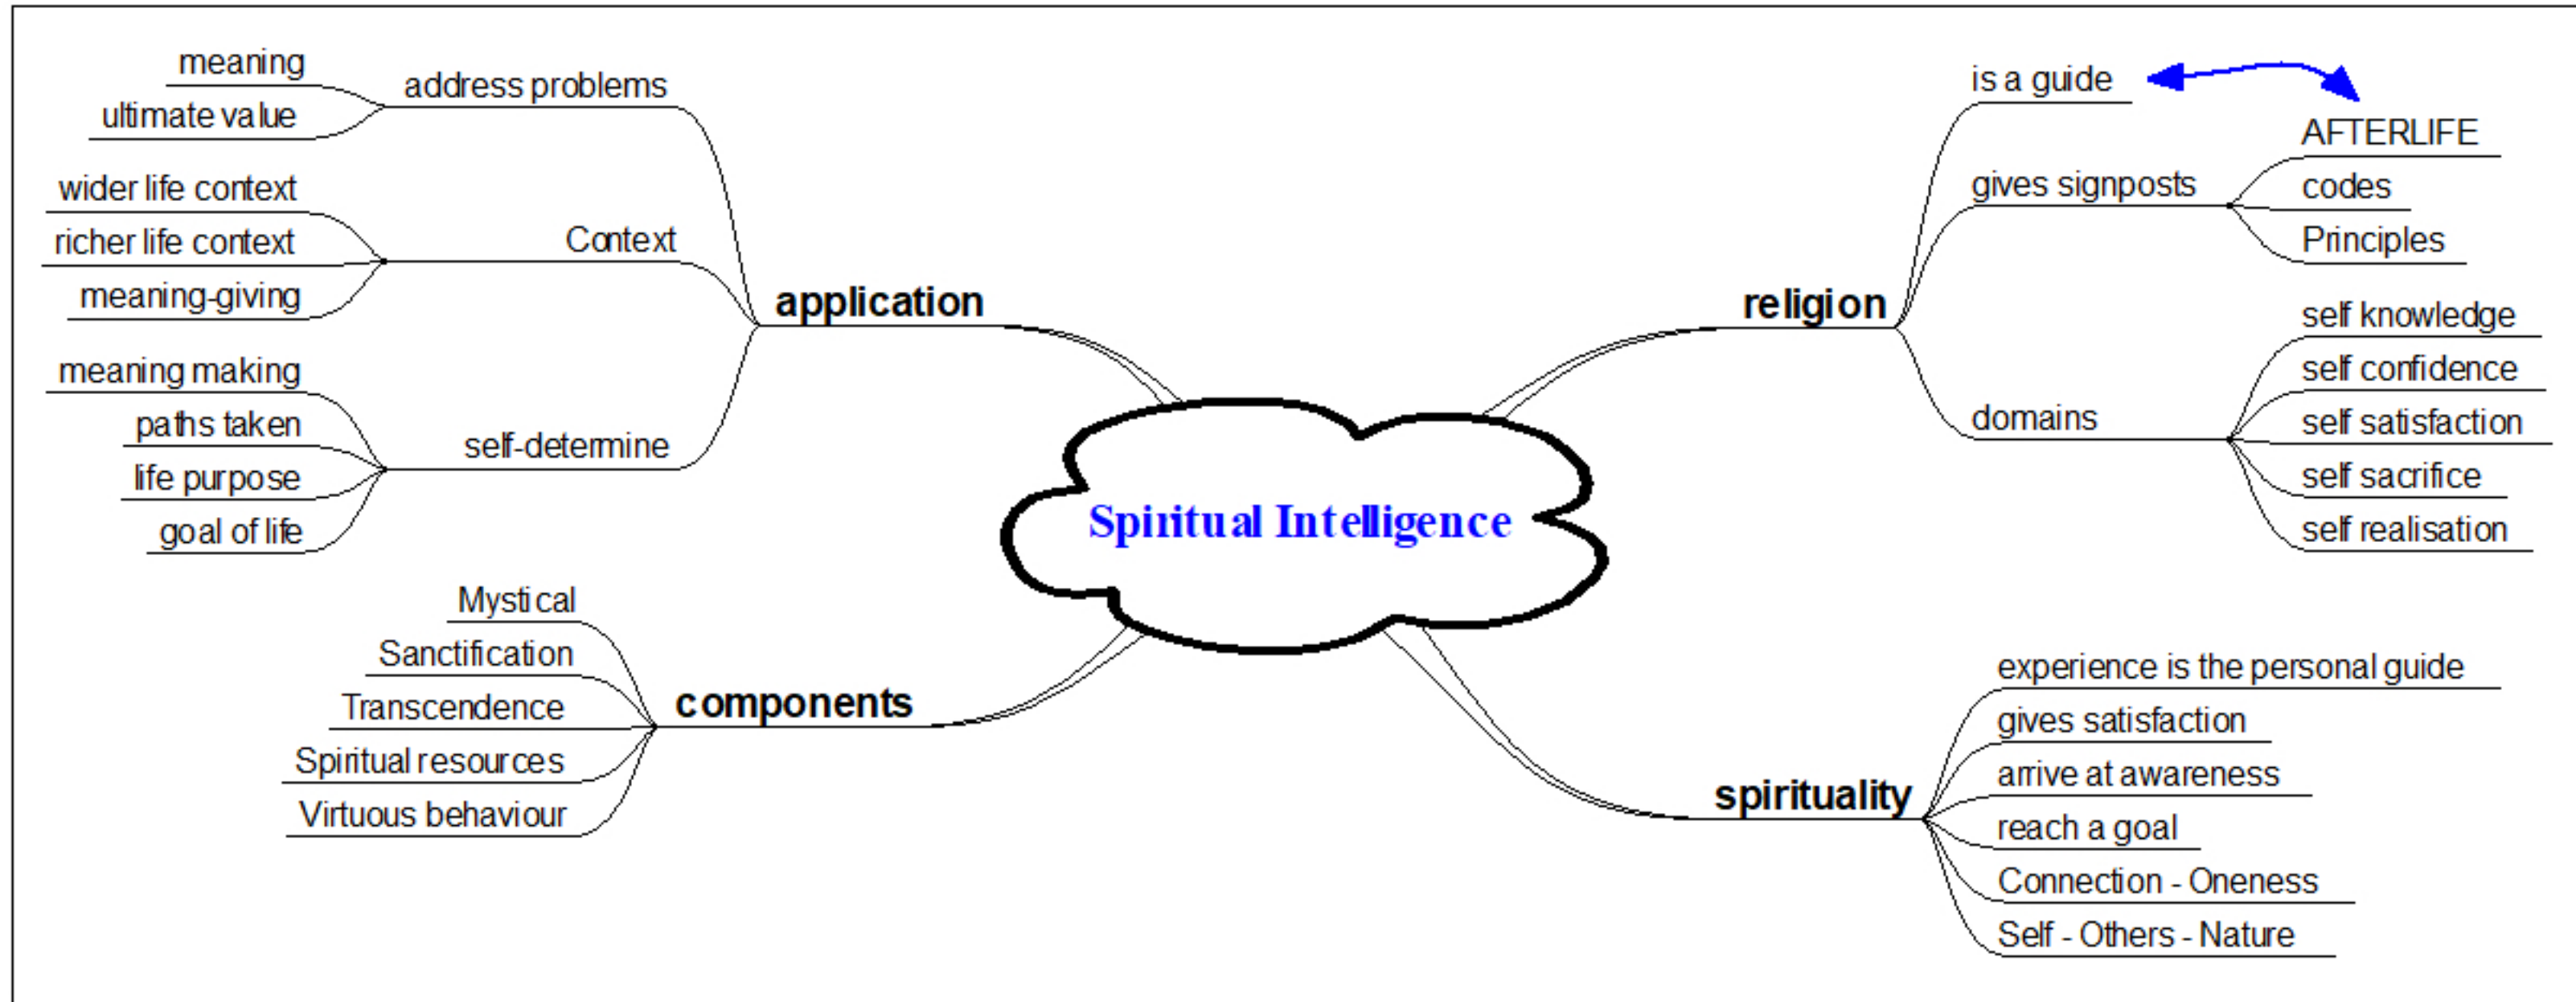 meaning
address problems
ultimate value
wider life context
richer life context
Context
meaning-giving
application
meaning making
paths taken
self-determine
life purpose
goal of life
Mystical
Sanctification
Transcendence
components
Spiritual resources
Virtuous behaviour
Spiritual Intelligence
religion
is a guide
gives signposts
AFTERLIFE
codes
Principles
domains
self knowledge
self confidence
self satisfaction
self sacrifice
self realisation
spirituality
experience is the personal guide
gives satisfaction
arrive at awareness
reach a goal
Connection - Oneness
Self - Others - Nature